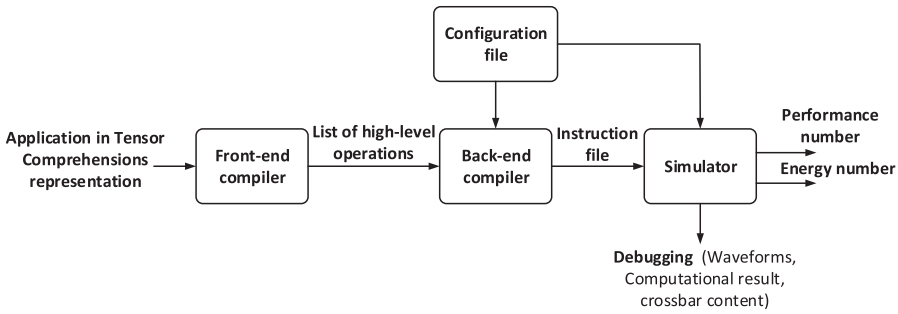 Configuration
file
Application in Tensor
Comprehensions
representation
Front-end
compiler
List of high-level
operations
Back-end
compiler
Instruction
file
Simulator
Performance
number
Energy number
Debugging (Waveforms,
Computational result,
crossbar content)